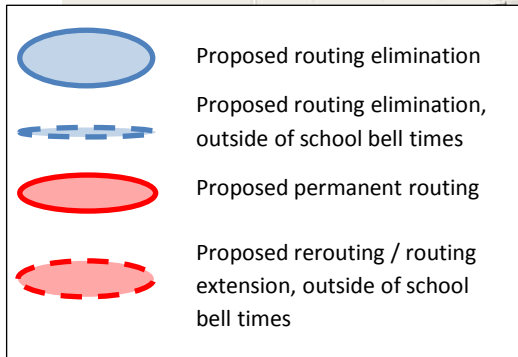 Proposed routing elimination
Proposed routing elimination,
outside of school bell times
Proposed permanent routing
Proposed rerouting / routing
extension, outside of school
bell times